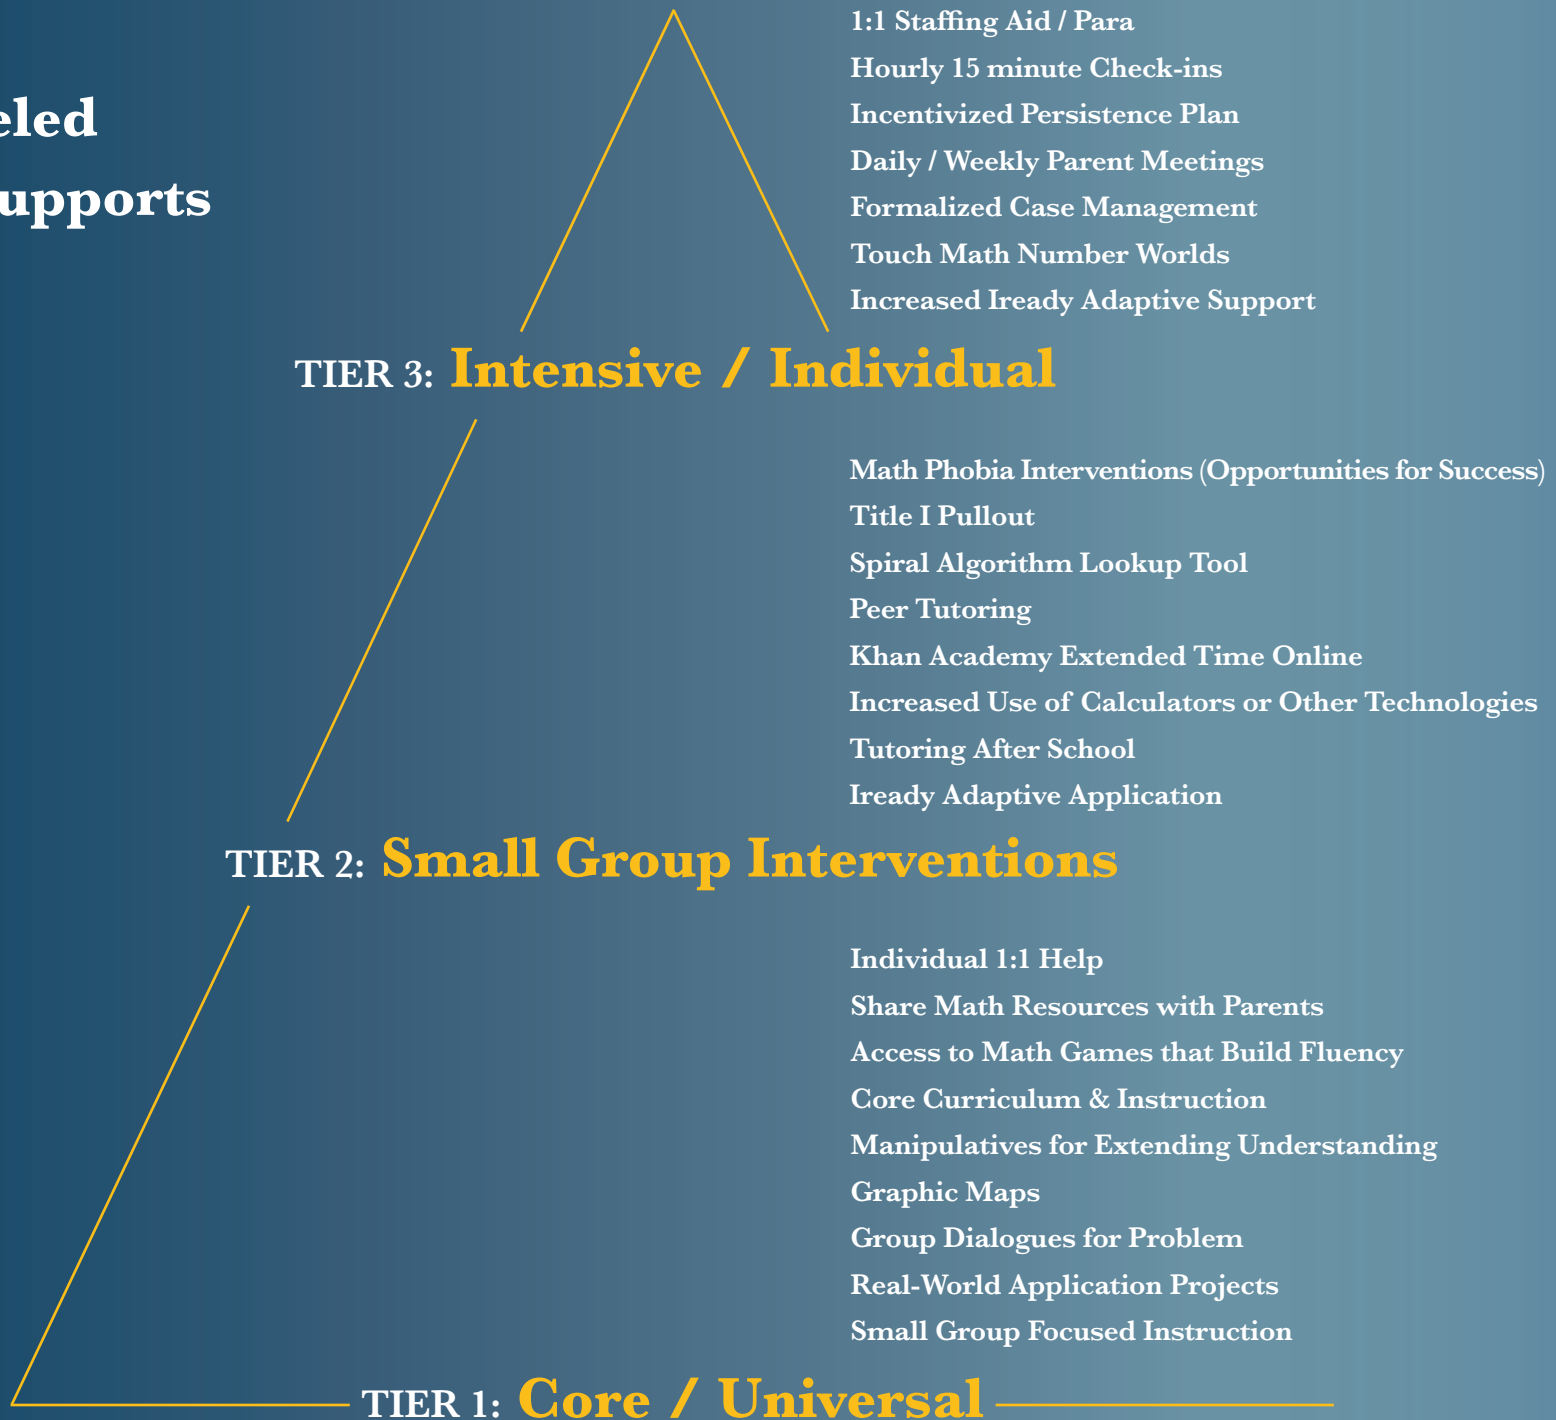 eled
upports
1:1 Staffing Aid / Para
Hourly 15 minute Check-ins
Incentivized Persistence Plan
Daily / Weekly Parent Meetings
Formalized Case Management
Touch Math Number Worlds
Increased Iready Adaptive Support
TIER 3: Intensive / Individual
Math Phobia Interventions (Opportunities for Success)
Title I Pullout
Spiral Algorithm Lookup Tool
Peer Tutoring
Khan Academy Extended Time Online
Increased Use of Calculators or Other Technologies
Tutoring After School
Iready Adaptive Application
TIER 2: Small Group Interventions
Individual 1:1 Help
Share Math Resources with Parents
Access to Math Games that Build Fluency
Core Curriculum & Instruction
Manipulatives for Extending Understanding
Graphic Maps
Group Dialogues for Problem
Real-World Application Projects
Small Group Focused Instruction
TIER 1: Core / Universal